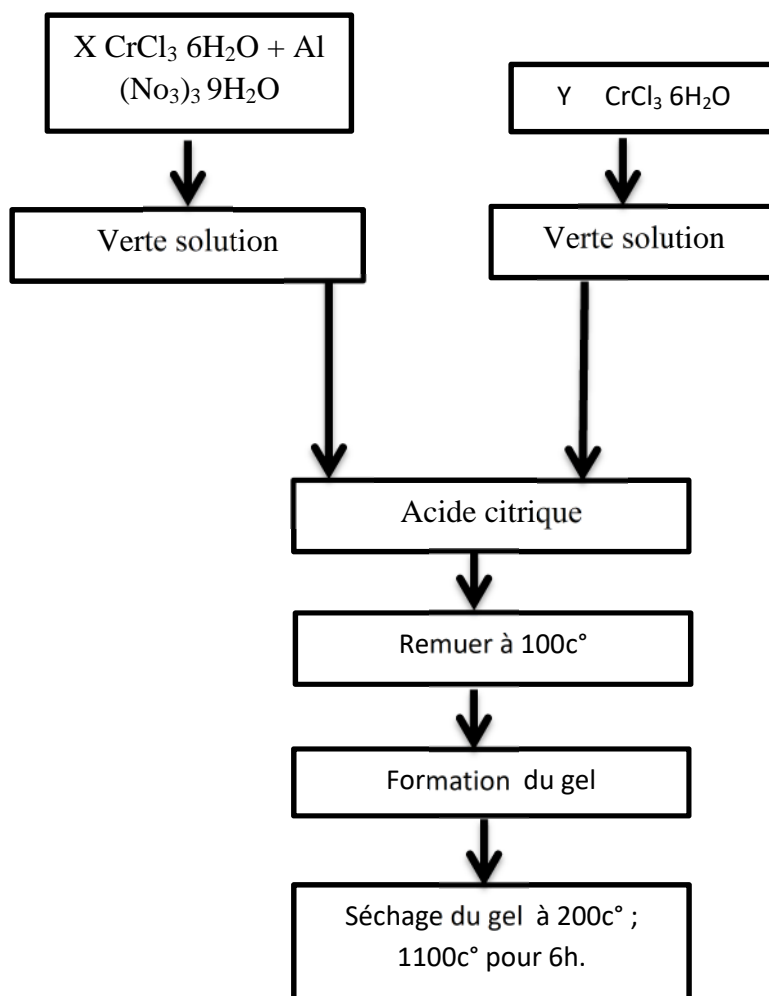 X CrCl₃ 6H₂O + Al
(No₃)₃ 9H₂O
Y CrCl₃ 6H₂O
Verte solution
Verte solution
Acide citrique
Remuer à 100c°
Formation du gel
Séchage du gel à 200c° ;
1100c° pour 6h.